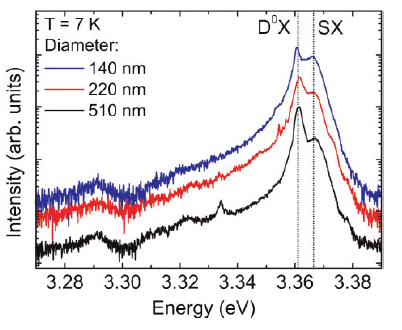 T = 7 K
Diameter:
140 nm
220 nm
510 nm
D⁰X
SX
Intensity (arb. units)
3.28 3.30 3.32 3.34 3.36 3.38
Energy (eV)